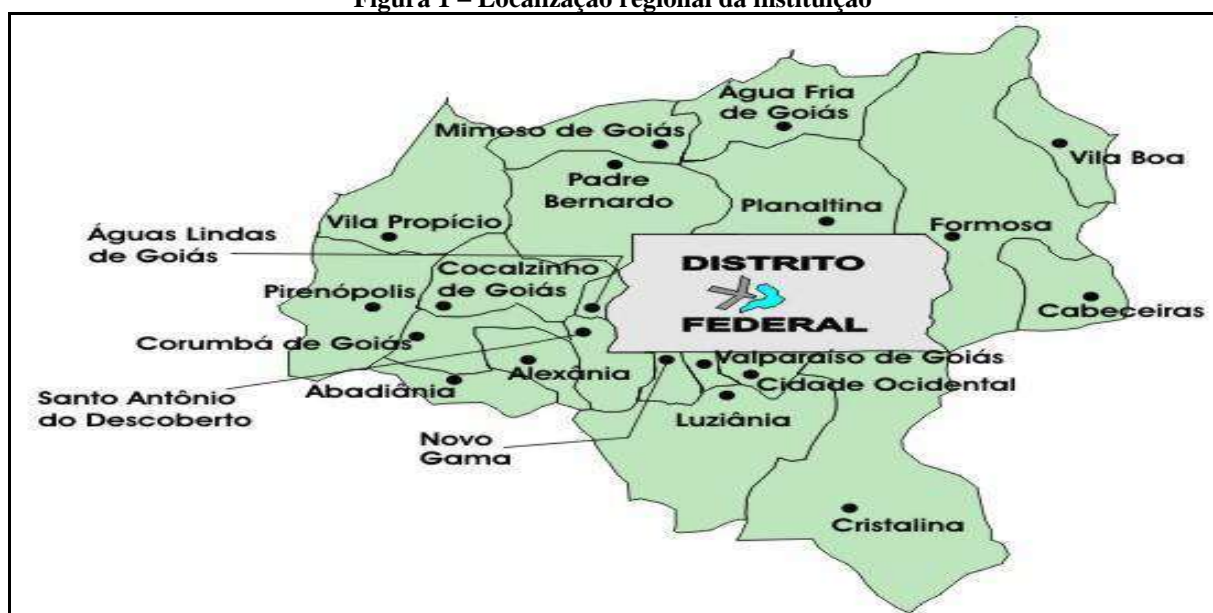 Figura 1 – Localização regional da instituição
Água Fria
de Goiás
Mimoso de Goiás
Vila Boa
Padre
Bernardo
Planaltina
Vila Propício
Formosa
Águas Lindas
de Goiás
DISTRITO
FEDERAL
Cocalzinho
de Goiás
Pirenópolis
Cabeceiras
Corumbá de Goiás
Valparaíso de Goiás
Alexânia
Cidade Ocidental
Abadiânia
Santo Antônio
do Descoberto
Luziânia
Novo
Gama
Cristalina